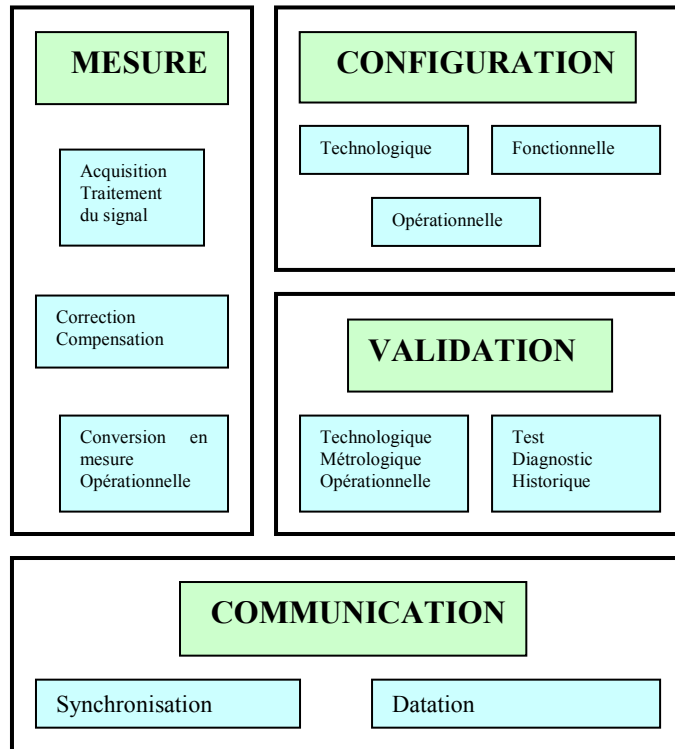 MESURE
Acquisition
Traitement
du signal
Correction
Compensation
Conversion en
mesure
Opérationnelle
CONFIGURATION
Technologique
Fonctionnelle
Opérationnelle
VALIDATION
Technologique
Métrologique
Opérationnelle
Test
Diagnostic
Historique
COMMUNICATION
Synchronisation
Datation